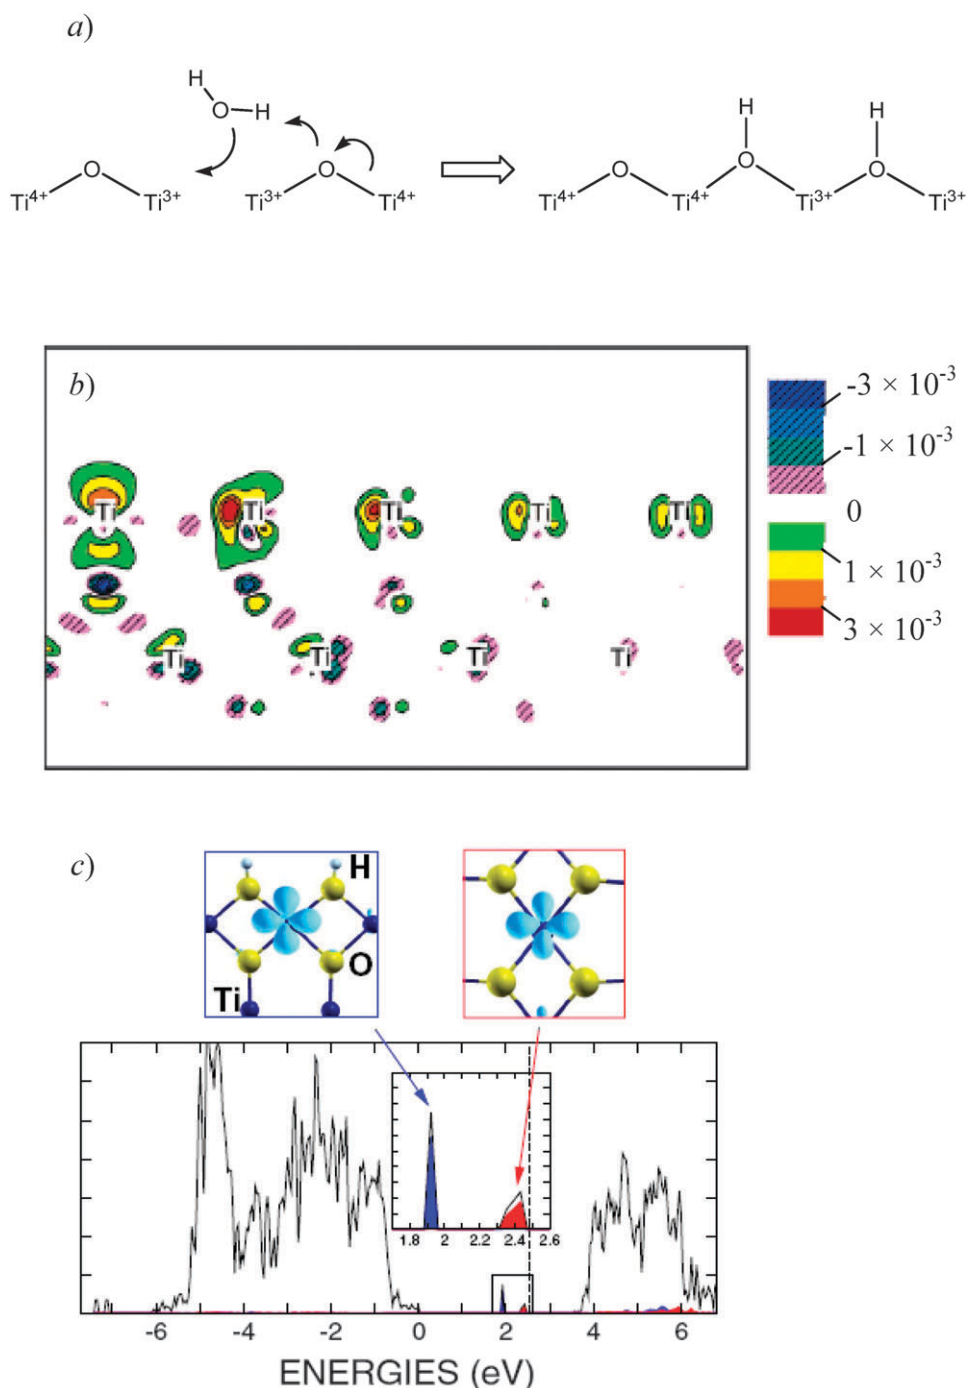 a)
H
O H
O O
Ti4+ Ti3+ Ti3+ Ti4+
H H
O O O
Ti4+ Ti4+ Ti3+ Ti3+
b)
Ti Ti Ti Ti Ti
Ti Ti Ti Ti
-3 × 10-3
-1 × 10-3
0
1 × 10-3
3 × 10-3
c)
H
O
Ti
1.8 2 2.2 2.4 2.6
-6 -4 -2 0 2 4 6
ENERGIES (eV)